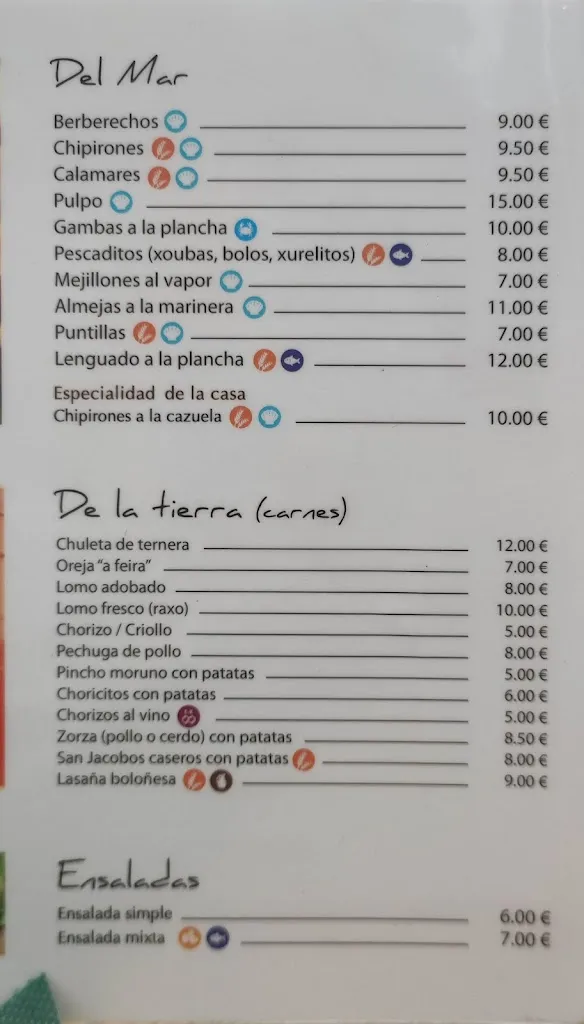 Del Mar
Berberechos 9.00 €
Chipirones 9.50 €
Calamares 9.50 €
Pulpo 15.00 €
Gambas a la plancha 10.00 €
Pescaditos (xoubas, bolos, xurelitos) 8.00 €
Mejillones al vapor 7.00 €
Almejas a la marinera 11.00 €
Puntillas 7.00 €
Lenguado a la plancha 12.00 €
Especialidad de la casa
Chipirones a la cazuela 10.00 €
De la tierra (carnes)
Chuleta de ternera 12.00 €
Oreja "a feira" 7.00 €
Lomo adobado 8.00 €
Lomo fresco (raxo) 10.00 €
Chorizo / Criollo 5.00 €
Pechuga de pollo 8.00 €
Pincho moruno con patatas 5.00 €
Choricitos con patatas 6.00 €
Chorizos al vino 5.00 €
Zorza (pollo o cerdo) con patatas 8.50 €
San Jacobos caseros con patatas 8.00 €
Lasaña boloñesa 9.00 €
Ensaladas
Ensalada simple 6.00 €
Ensalada mixta 7.00 €